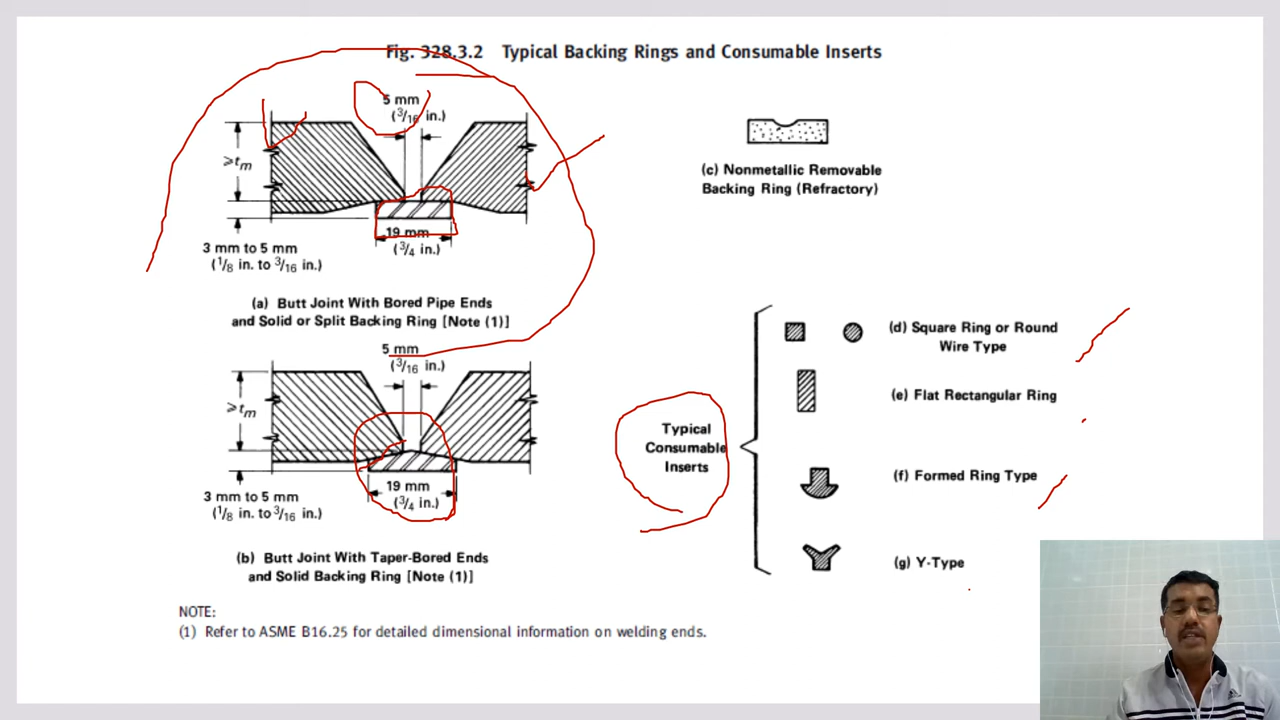 Fig. 328.3.2 Typical Backing Rings and Consumable Inserts
5 mm
(3/16 in.)
⩾tm
19 mm
(3/4 in.)
3 mm to 5 mm
(1/8 in. to 3/16 in.)
(a) Butt Joint With Bored Pipe Ends
and Solid or Split Backing Ring [Note (1)]
5 mm
(3/16 in.)
⩾tm
19 mm
(3/4 in.)
3 mm to 5 mm
(1/8 in. to 3/16 in.)
(b) Butt Joint With Taper-Bored Ends
and Solid Backing Ring [Note (1)]
(c) Nonmetallic Removable
Backing Ring (Refractory)
Typical
Consumable
Inserts
(d) Square Ring or Round
Wire Type
(e) Flat Rectangular Ring
(f) Formed Ring Type
(g) Y-Type
NOTE:
(1) Refer to ASME B16.25 for detailed dimensional information on welding ends.